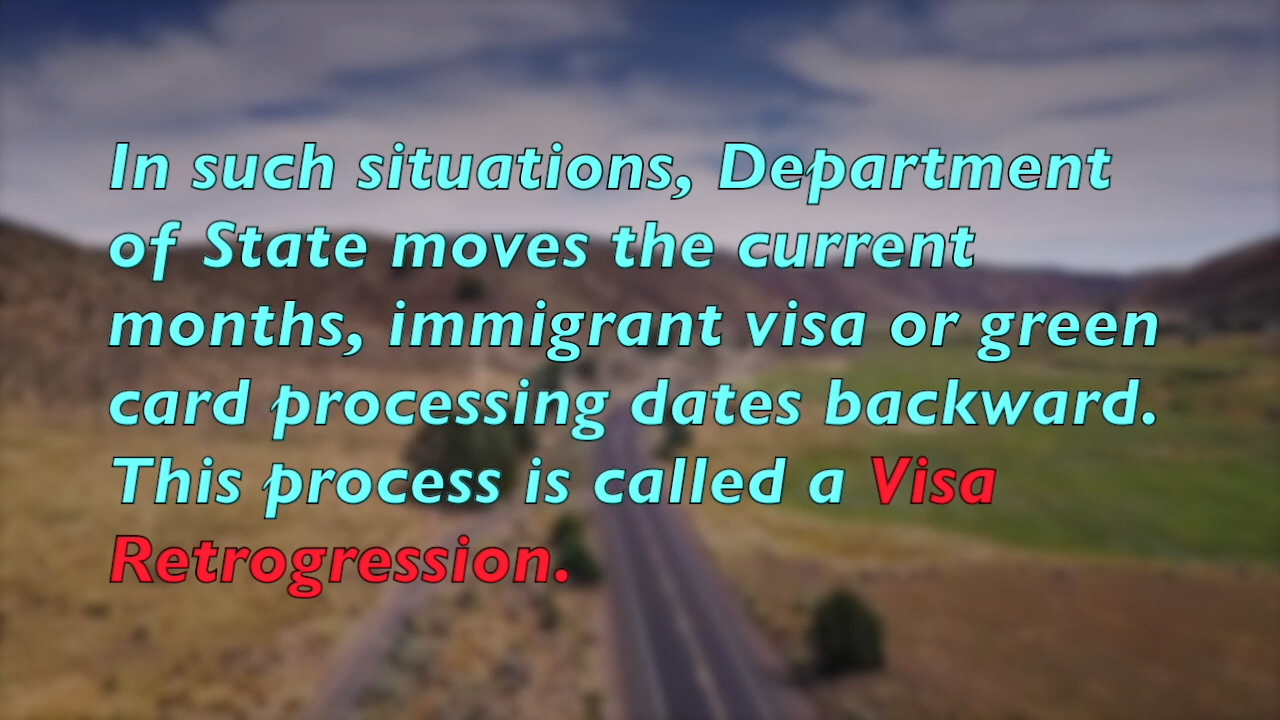 In such situations, Department
of State moves the current
months, immigrant visa or green
card processing dates backward.
This process is called a Visa
Retrogression.